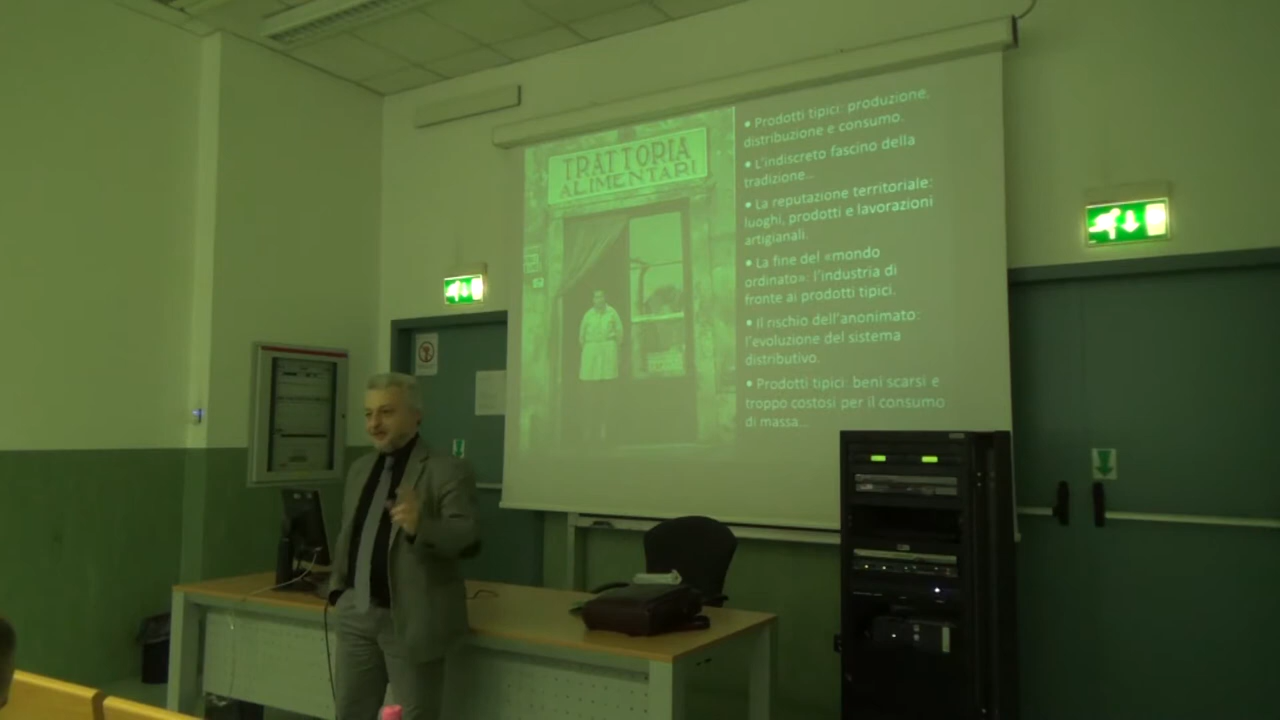 TRATTORIA
ALIMENTARI
• Prodotti tipici: produzione,
distribuzione e consumo.
• L'indiscreto fascino della
tradizione...
• La reputazione territoriale:
luoghi, prodotti e lavorazioni
artigianali.
• La fine del «mondo
ordinato»: l'industria di
fronte ai prodotti tipici.
• Il rischio dell'anonimato:
l'evoluzione del sistema
distributivo.
• Prodotti tipici: beni scarsi e
troppo costosi per il consumo
di massa...